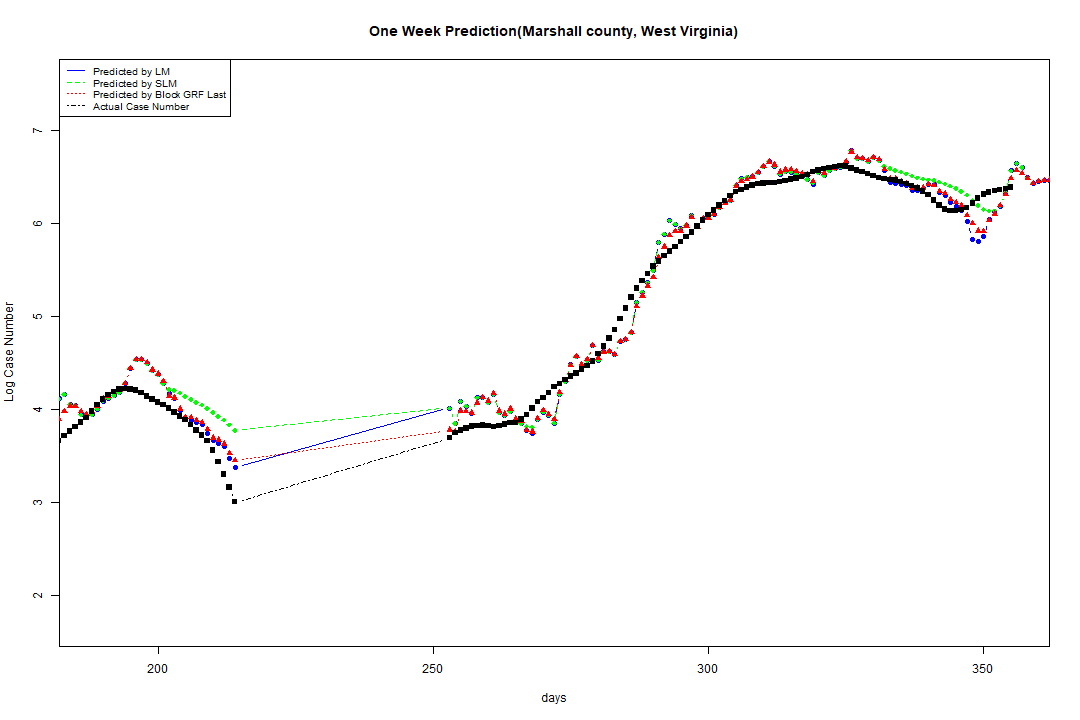 One Week Prediction(Marshall county, West Virginia)
Predicted by LM
Predicted by SLM
Predicted by Block GRF Last
Actual Case Number
7
6
5
4
3
2
Log Case Number
200
250
300
350
days